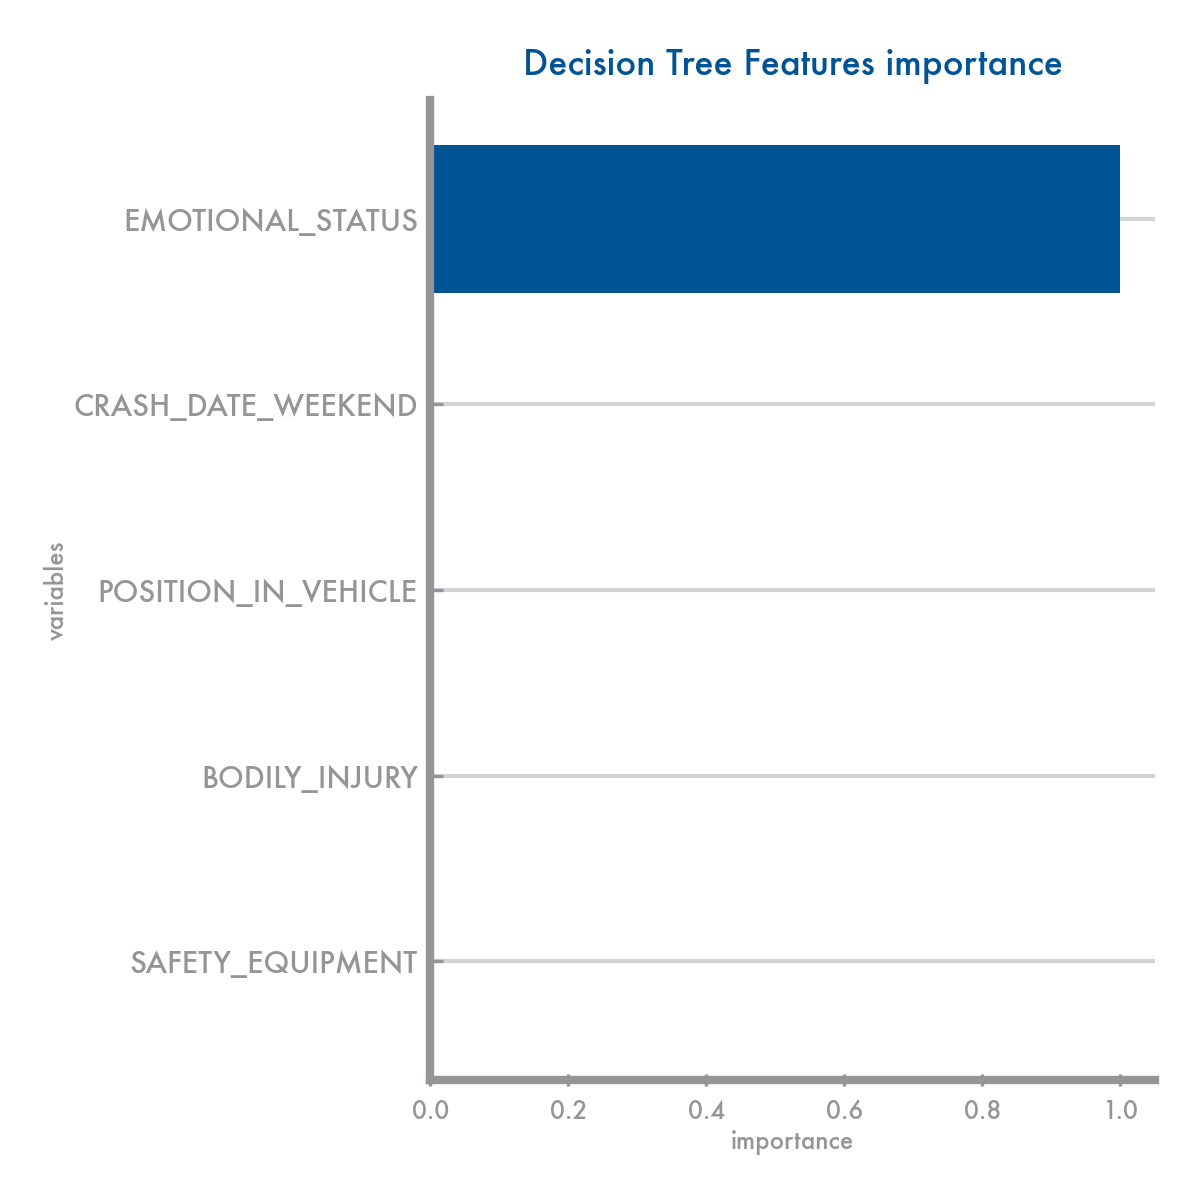 Decision Tree Features importance
EMOTIONAL_STATUS
CRASH_DATE_WEEKEND
POSITION_IN_VEHICLE
BODILY_INJURY
SAFETY_EQUIPMENT
variables
0.0 0.2 0.4 0.6 0.8 1.0
importance